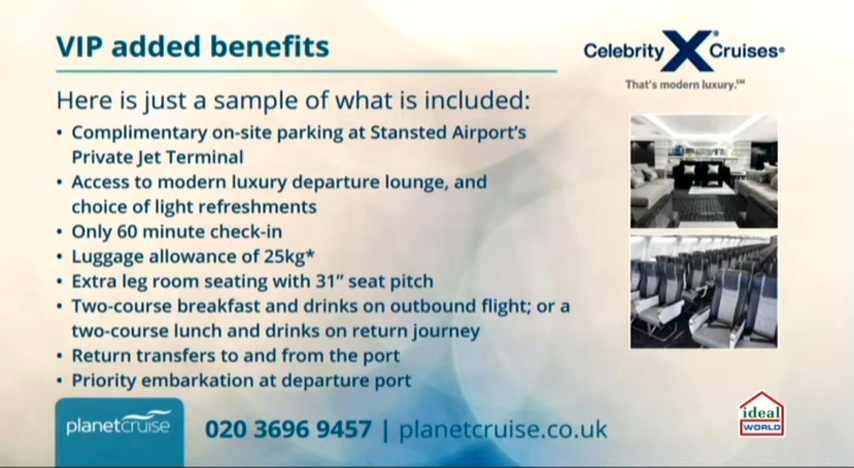 VIP added benefits
Celebrity X Cruises®
That's modern luxury.℠
Here is just a sample of what is included:
• Complimentary on-site parking at Stansted Airport's
Private Jet Terminal
• Access to modern luxury departure lounge, and
choice of light refreshments
• Only 60 minute check-in
• Luggage allowance of 25kg*
• Extra leg room seating with 31” seat pitch
• Two-course breakfast and drinks on outbound flight; or a
two-course lunch and drinks on return journey
• Return transfers to and from the port
• Priority embarkation at departure port
planetcruise
020 3696 9457 | planetcruise.co.uk
ideal
WORLD